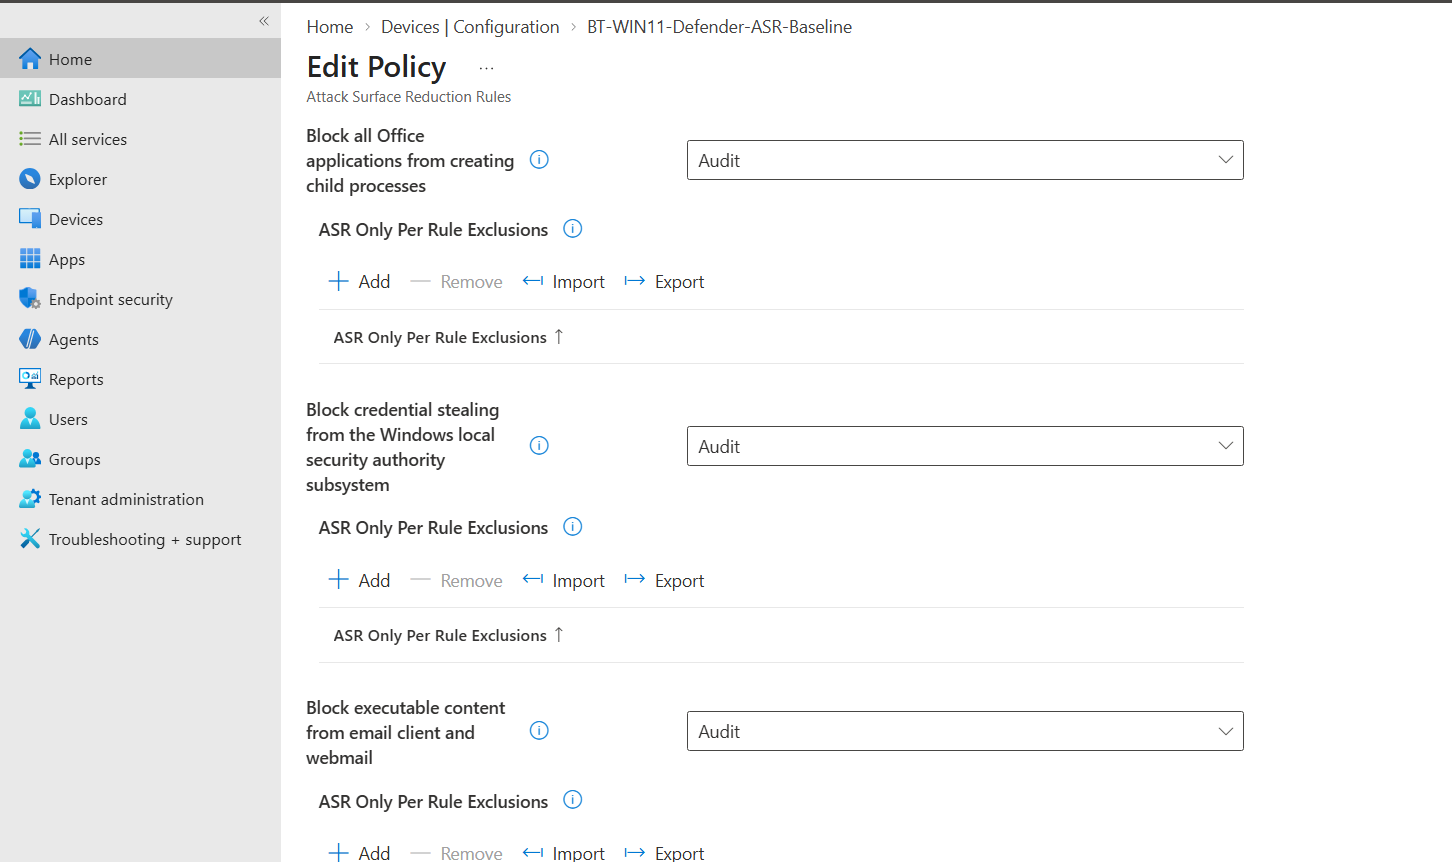 Home
Dashboard
All services
Explorer
Devices
Apps
Endpoint security
Agents
Reports
Users
Groups
Tenant administration
Troubleshooting + support
Home > Devices | Configuration > BT-WIN11-Defender-ASR-Baseline
Edit Policy ...
Attack Surface Reduction Rules
Block all Office
applications from creating
child processes
Audit
ASR Only Per Rule Exclusions
Add Remove Import Export
ASR Only Per Rule Exclusions ↑
Block credential stealing
from the Windows local
security authority
subsystem
Audit
ASR Only Per Rule Exclusions
Add Remove Import Export
ASR Only Per Rule Exclusions ↑
Block executable content
from email client and
webmail
Audit
ASR Only Per Rule Exclusions
Add Remove Import Export